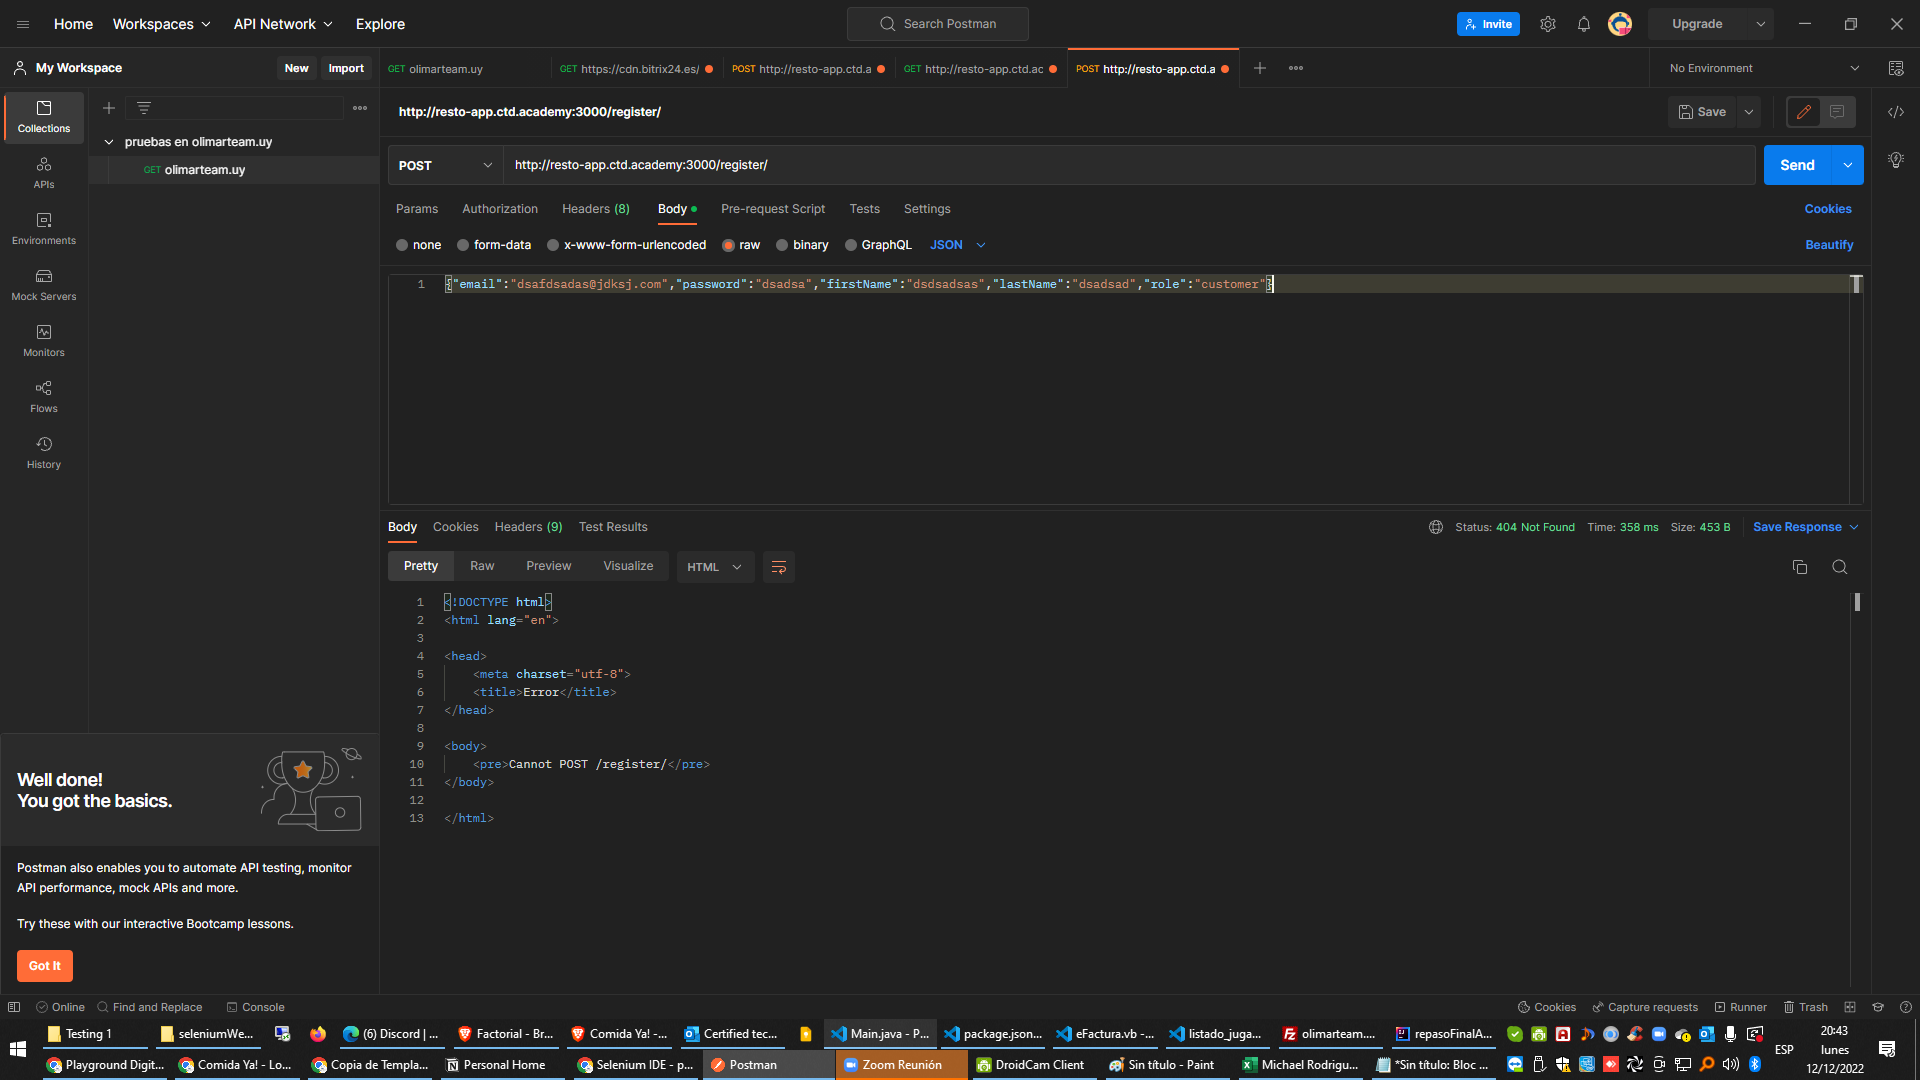 Home Workspaces API Network Explore Search Postman Invite Upgrade
My Workspace New Import GET olimarteam.uy GET https://cdn.bitrix24.es/ POST http://resto-app.ctd.a GET http://resto-app.ctd.ac POST http://resto-app.ctd.a No Environment
Collections
APIs
Environments
Mock Servers
Monitors
Flows
History
pruebas en olimarteam.uy
GET olimarteam.uy
http://resto-app.ctd.academy:3000/register/ Save
POST http://resto-app.ctd.academy:3000/register/ Send
Params Authorization Headers (8) Body Pre-request Script Tests Settings Cookies
none form-data x-www-form-urlencoded raw binary GraphQL JSON Beautify
1 {"email":"dsafdsadas@jdksj.com","password":"dsadsa","firstName":"dsdsadsas","lastName":"dsadsad","role":"customer"}
Body Cookies Headers (9) Test Results Status: 404 Not Found Time: 358 ms Size: 453 B Save Response
Pretty Raw Preview Visualize HTML
1 <!DOCTYPE html>
2 <html lang="en">
3
4 <head>
5 <meta charset="utf-8">
6 <title>Error</title>
7 </head>
8
9 <body>
10 <pre>Cannot POST /register/</pre>
11 </body>
12
13 </html>
Well done!
You got the basics.
Postman also enables you to automate API testing, monitor
API performance, mock APIs and more.
Try these with our interactive Bootcamp lessons.
Got It
Online Find and Replace Console Cookies Capture requests Runner Trash
Testing 1 seleniumWe... (6) Discord | ... Factorial - Br... Comida Ya! -... Certified tec... Main.java - P... package.json... eFactura.vb -... listado_juga... olimarteam.... repasoFinalA... 20:43
ESP lunes
Playground Digit... Comida Ya! - Lo... Copia de Templa... Personal Home Selenium IDE - p... Postman Zoom Reunión DroidCam Client Sin título - Paint Michael Rodrigu... *Sin título: Bloc ... 12/12/2022